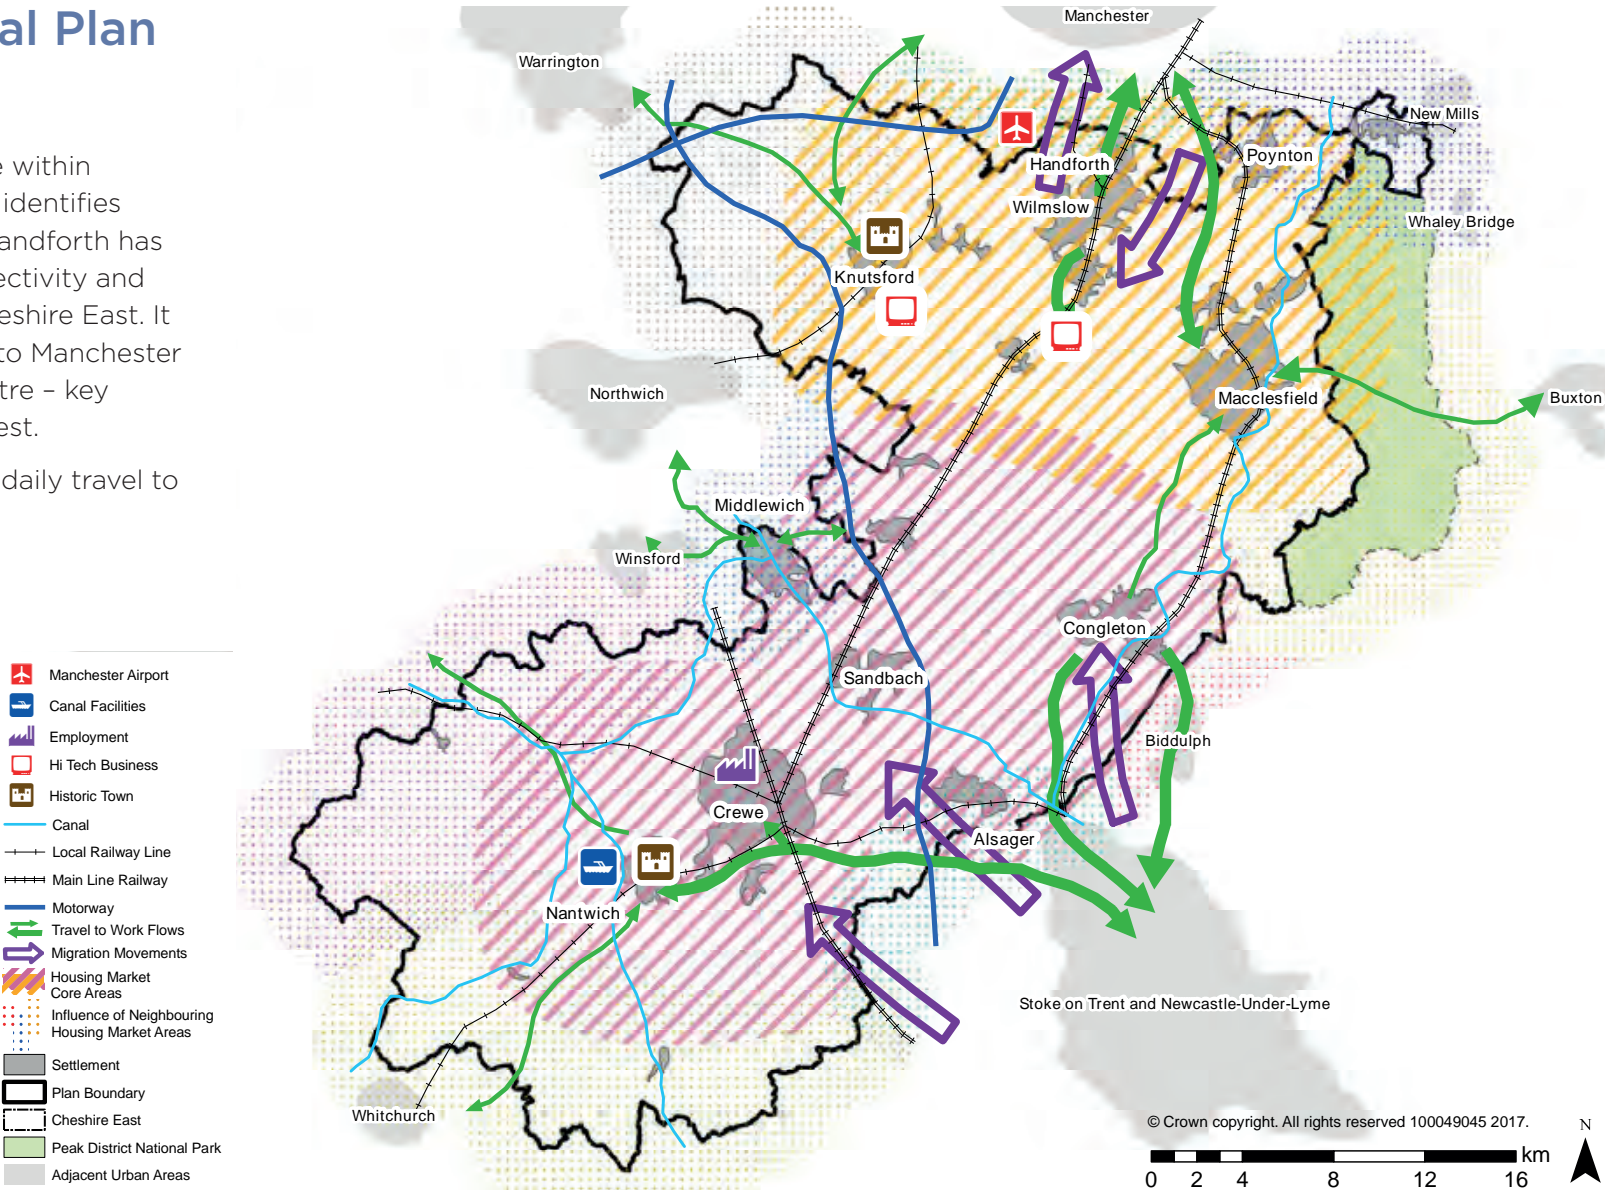 al Plan
e within
identifies
andforth has
ectivity and
eshire East. It
to Manchester
tre – key
est.
daily travel to
Manchester Airport
Canal Facilities
Employment
Hi Tech Business
Historic Town
Canal
Local Railway Line
Main Line Railway
Motorway
Travel to Work Flows
Migration Movements
Housing Market
Core Areas
Influence of Neighbouring
Housing Market Areas
Settlement
Plan Boundary
Cheshire East
Peak District National Park
Adjacent Urban Areas
Manchester
Warrington
New Mills
Handforth
Poynton
Wilmslow
Whaley Bridge
Knutsford
Northwich
Macclesfield
Buxton
Middlewich
Winsford
Congleton
Sandbach
Biddulph
Crewe
Alsager
Nantwich
Stoke on Trent and Newcastle-Under-Lyme
Whitchurch
© Crown copyright. All rights reserved 100049045 2017.
N
km
0 2 4 8 12 16